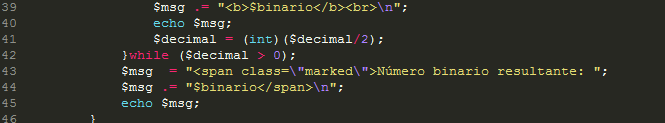 39 $msg .= "<b>$binario</b><br>\n";
40 echo $msg;
41 $decimal = (int)($decimal/2);
42 }while ($decimal > 0);
43 $msg  = "<span class=\"marked\">Número binario resultante: ";
44 $msg .= "$binario</span>\n";
45 echo $msg;
46 }